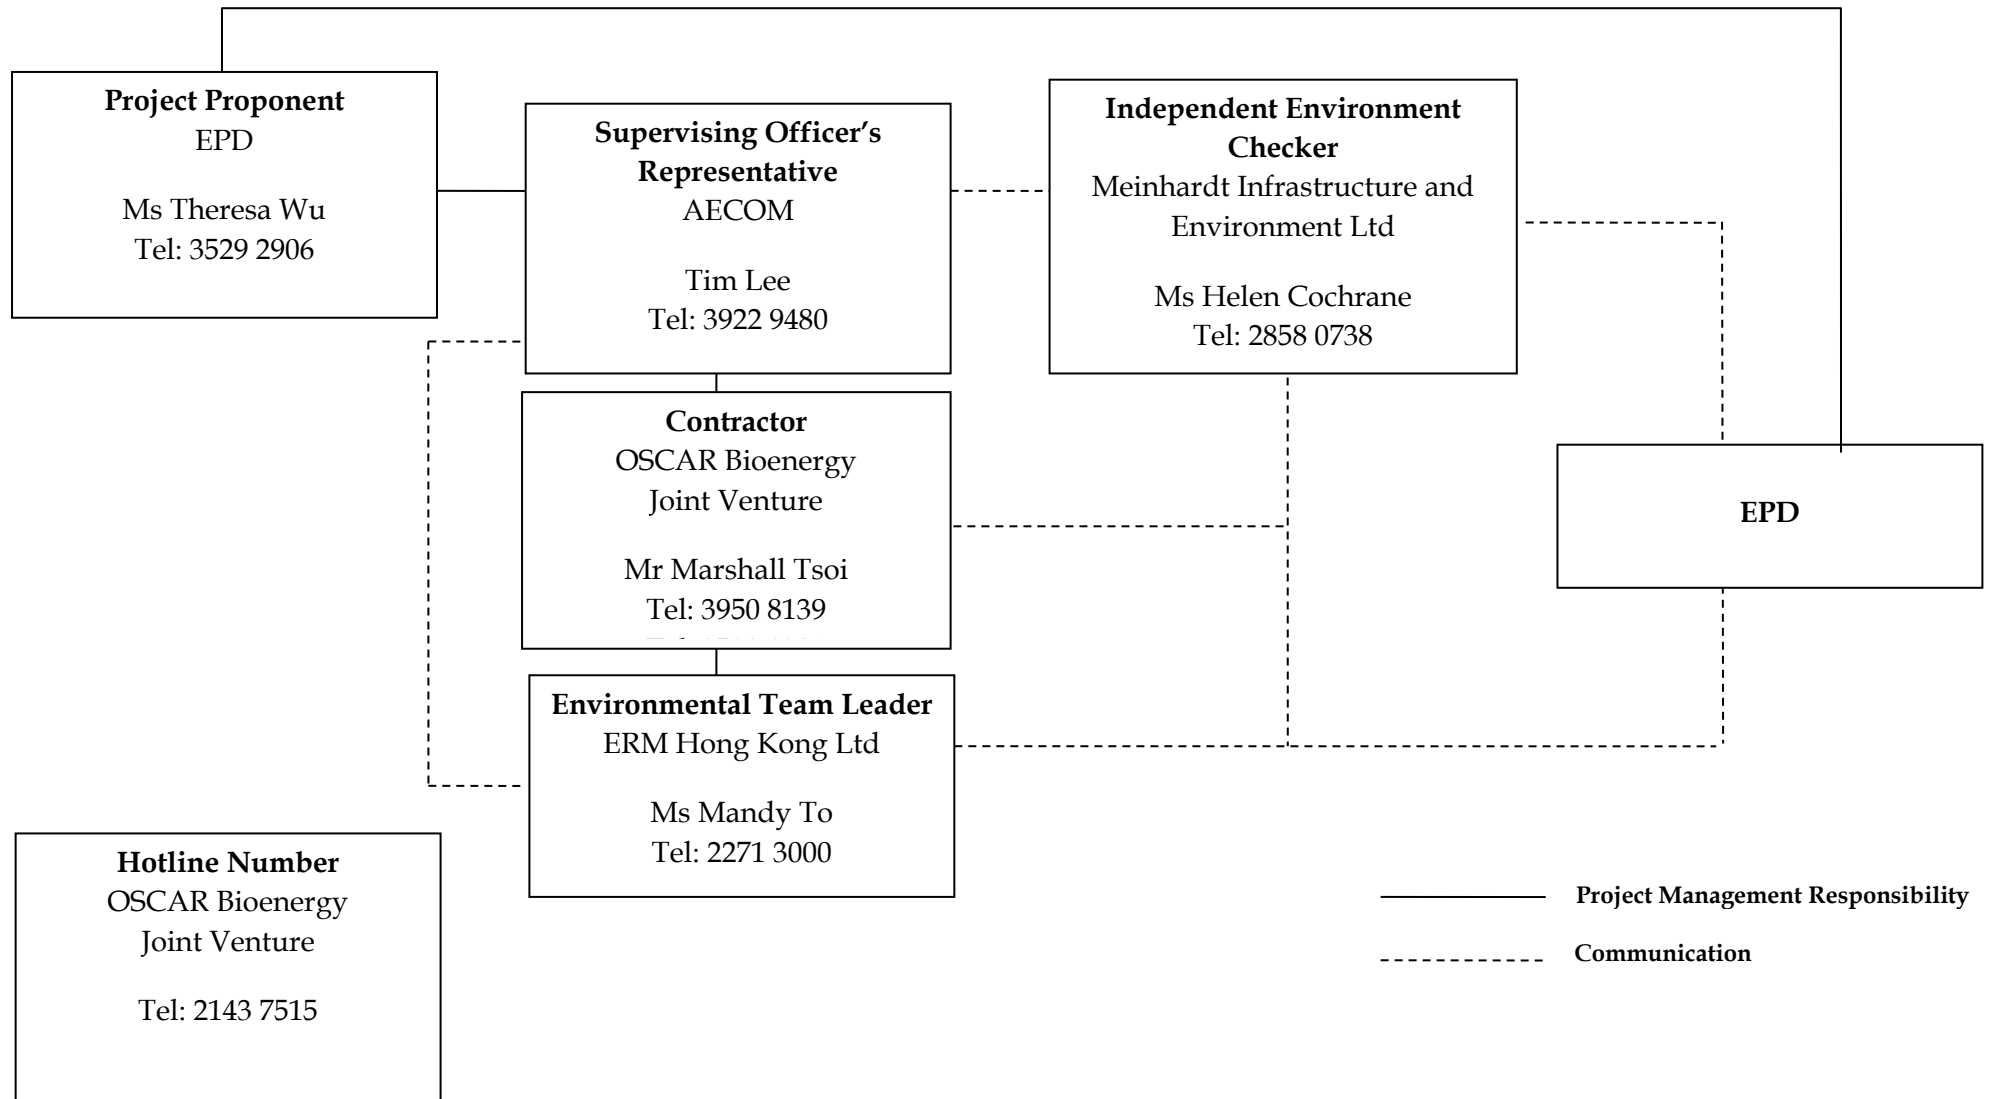 Project Proponent
EPD
Ms Theresa Wu
Tel: 3529 2906
Supervising Officer’s
Representative
AECOM
Tim Lee
Tel: 3922 9480
Independent Environment
Checker
Meinhardt Infrastructure and
Environment Ltd
Ms Helen Cochrane
Tel: 2858 0738
Contractor
OSCAR Bioenergy
Joint Venture
Mr Marshall Tsoi
Tel: 3950 8139
EPD
Environmental Team Leader
ERM Hong Kong Ltd
Ms Mandy To
Tel: 2271 3000
Hotline Number
OSCAR Bioenergy
Joint Venture
Tel: 2143 7515
Project Management Responsibility
Communication